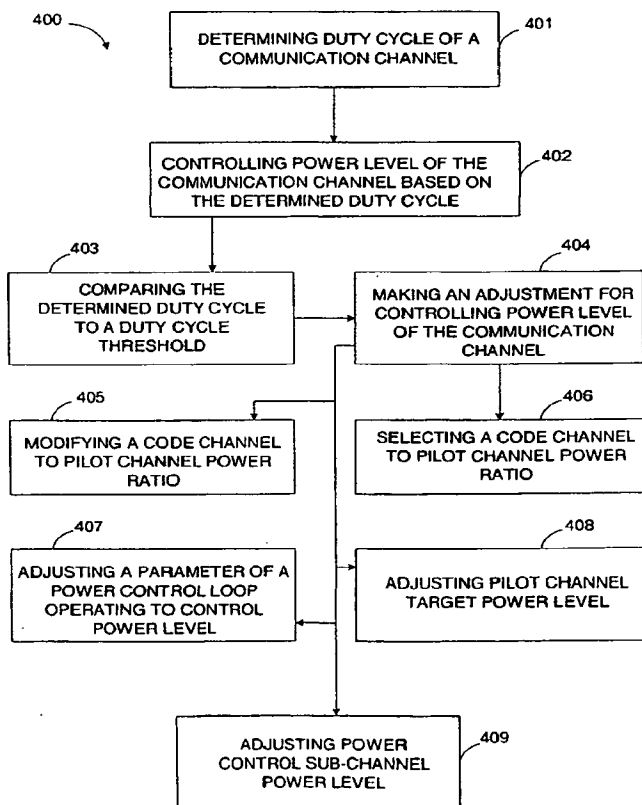 400
DETERMINING DUTY CYCLE OF A
COMMUNICATION CHANNEL
401
CONTROLLING POWER LEVEL OF THE
COMMUNICATION CHANNEL BASED ON
THE DETERMINED DUTY CYCLE
402
403
COMPARING THE
DETERMINED DUTY CYCLE
TO A DUTY CYCLE
THRESHOLD
404
MAKING AN ADJUSTMENT FOR
CONTROLLING POWER LEVEL
OF THE COMMUNICATION
CHANNEL
405
MODIFYING A CODE CHANNEL
TO PILOT CHANNEL POWER
RATIO
406
SELECTING A CODE CHANNEL
TO PILOT CHANNEL POWER
RATIO
407
ADJUSTING A PARAMETER OF A
POWER CONTROL LOOP
OPERATING TO CONTROL
POWER LEVEL
408
ADJUSTING PILOT CHANNEL
TARGET POWER LEVEL
ADJUSTING POWER
CONTROL SUB-CHANNEL
POWER LEVEL
409